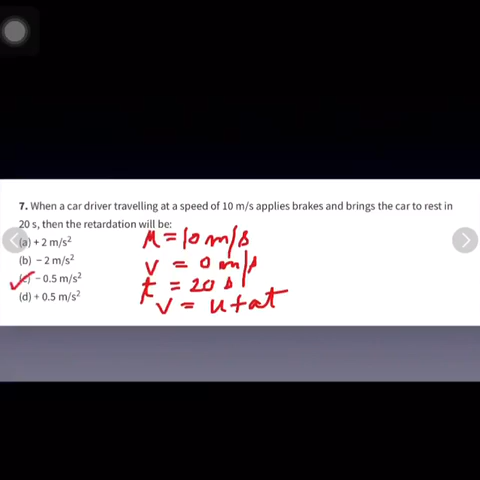 7. When a car driver travelling at a speed of 10 m/s applies brakes and brings the car to rest in
20 s, then the retardation will be:
(a) + 2 m/s²
(b) − 2 m/s²
(c) − 0.5 m/s²
(d) + 0.5 m/s²
u = 10 m/s
v = 0 m/s
t = 20 s
v = u + at